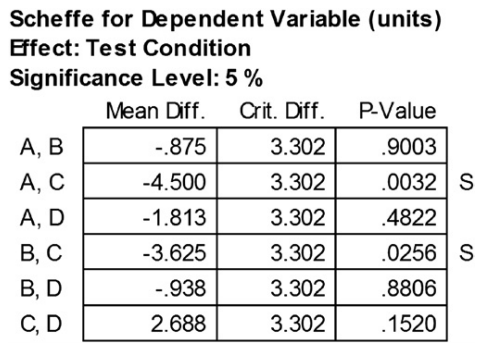 Scheffe for Dependent Variable (units)
Effect: Test Condition
Significance Level: 5 %
Mean Diff. Crit. Diff. P-Value
A, B -.875 3.302 .9003
A, C -4.500 3.302 .0032 S
A, D -1.813 3.302 .4822
B, C -3.625 3.302 .0256 S
B, D -.938 3.302 .8806
C, D 2.688 3.302 .1520